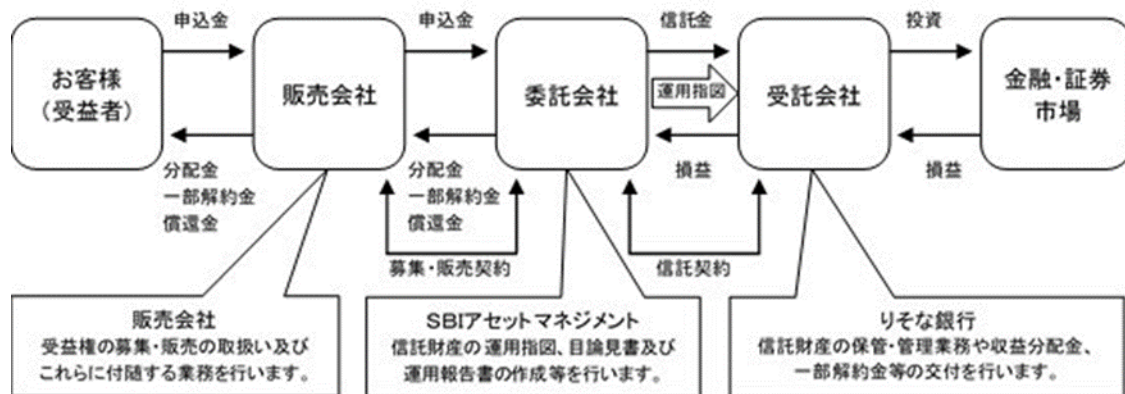 申込金
申込金
信託金
投資
お客様
（受益者）
販売会社
委託会社
運用指図
受託会社
金融・証券
市場
分配金
一部解約金
償還金
分配金
一部解約金
償還金
損益
損益
募集・販売契約
信託契約
販売会社
受益権の募集・販売の取扱い及び
これらに付随する業務を行います。
SBIアセットマネジメント
信託財産の運用指図、目論見書及び
運用報告書の作成等を行います。
りそな銀行
信託財産の保管・管理業務や収益分配金、
一部解約金等の交付を行います。